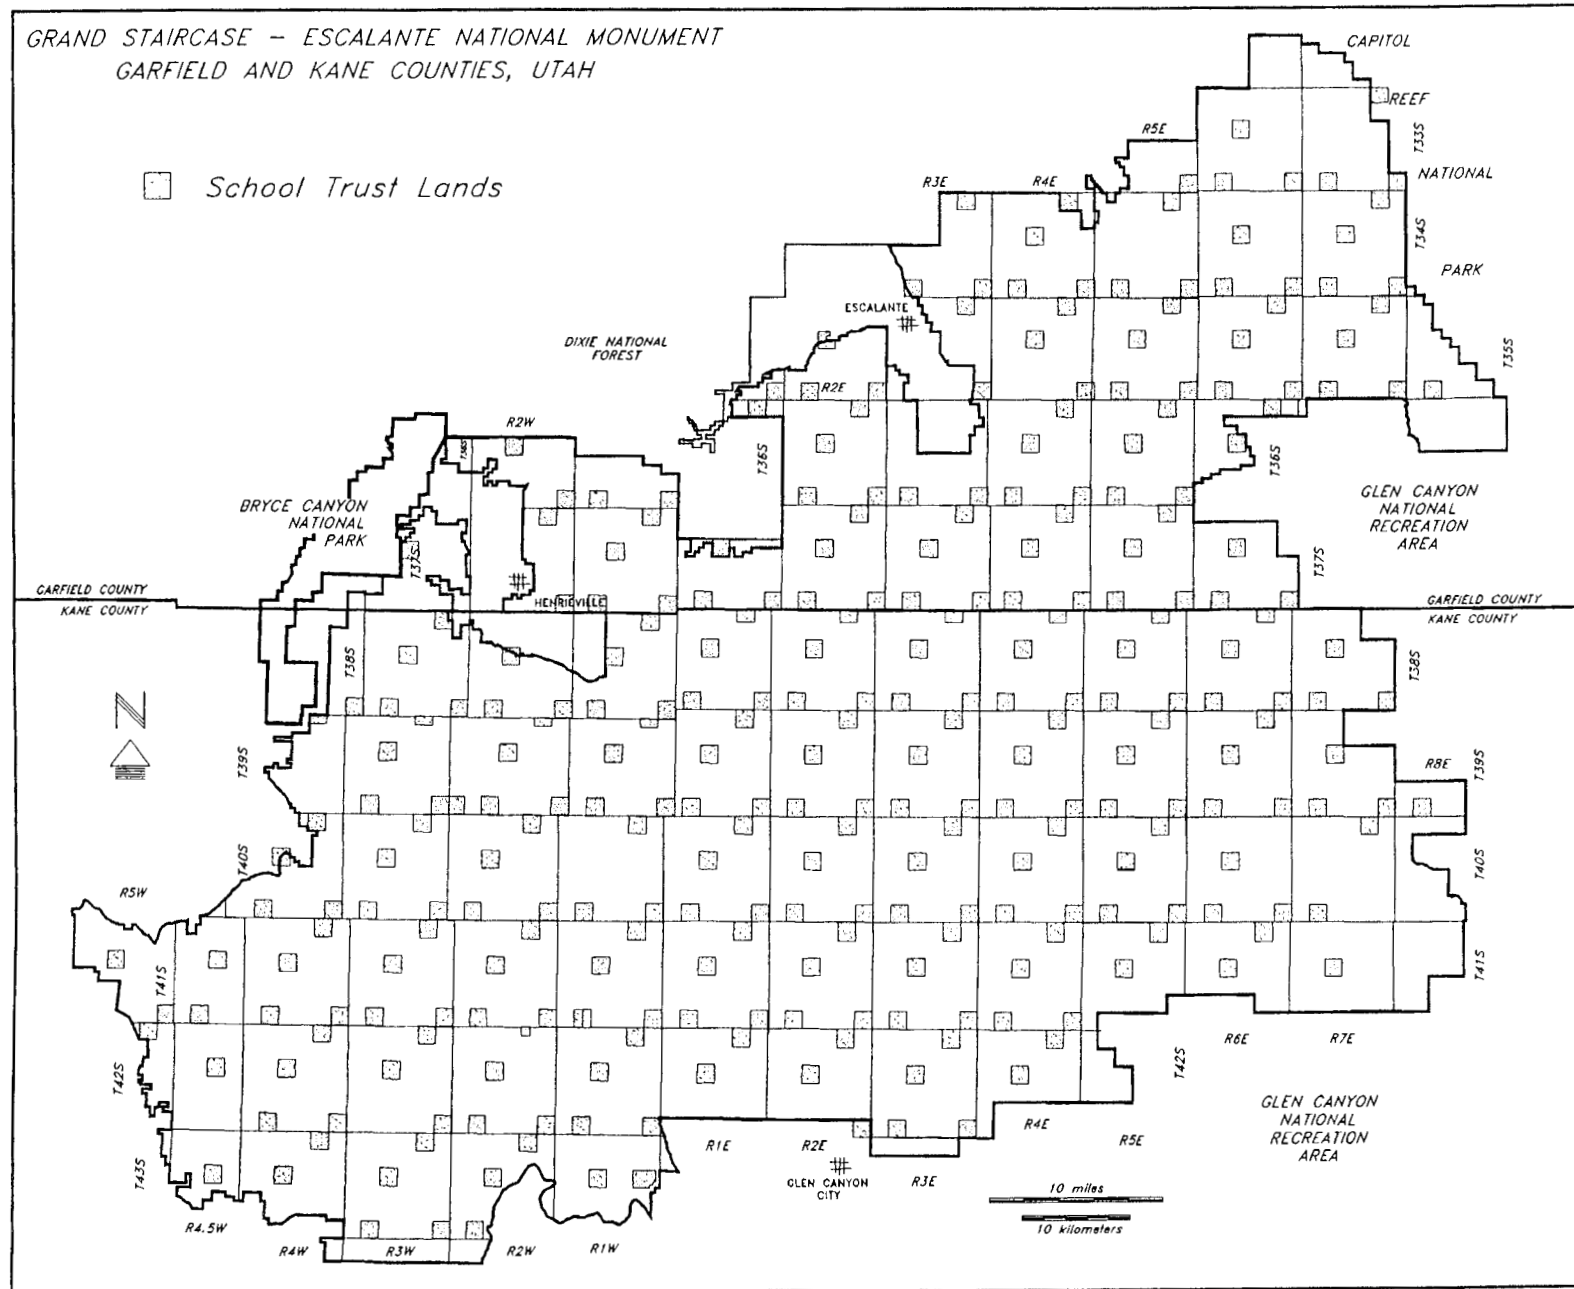 GRAND STAIRCASE – ESCALANTE NATIONAL MONUMENT
GARFIELD AND KANE COUNTIES, UTAH
School Trust Lands
CAPITOL
REEF
NATIONAL
PARK
R5E
T33S
R3E
R4E
T34S
ESCALANTE
DIXIE NATIONAL
FOREST
T35S
R2E
R2W
T36S
T36S
T36S
BRYCE CANYON
NATIONAL
PARK
GLEN CANYON
NATIONAL
RECREATION
AREA
T37S
T37S
GARFIELD COUNTY
KANE COUNTY
HENRIEVILLE
GARFIELD COUNTY
KANE COUNTY
T38S
T38S
N
T39S
R8E
T39S
T40S
T40S
R5W
T41S
T41S
T42S
T42S
R6E
R7E
GLEN CANYON
NATIONAL
RECREATION
AREA
T43S
R1E
R2E
R4E
R5E
GLEN CANYON
CITY
R3E
10 miles
10 kilometers
R4.5W
R4W
R3W
R2W
R1W